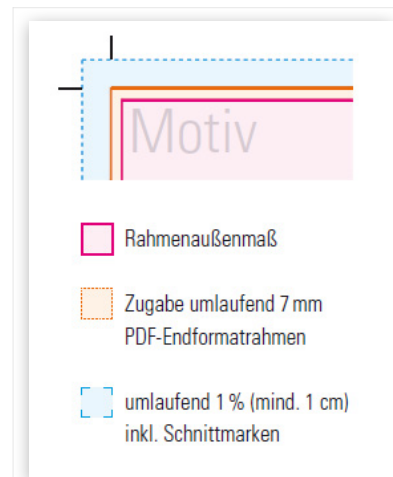 Motiv
Rahmenaußenmaß
Zugabe umlaufend 7 mm
PDF-Endformatrahmen
umlaufend 1 % (mind. 1 cm)
inkl. Schnittmarken